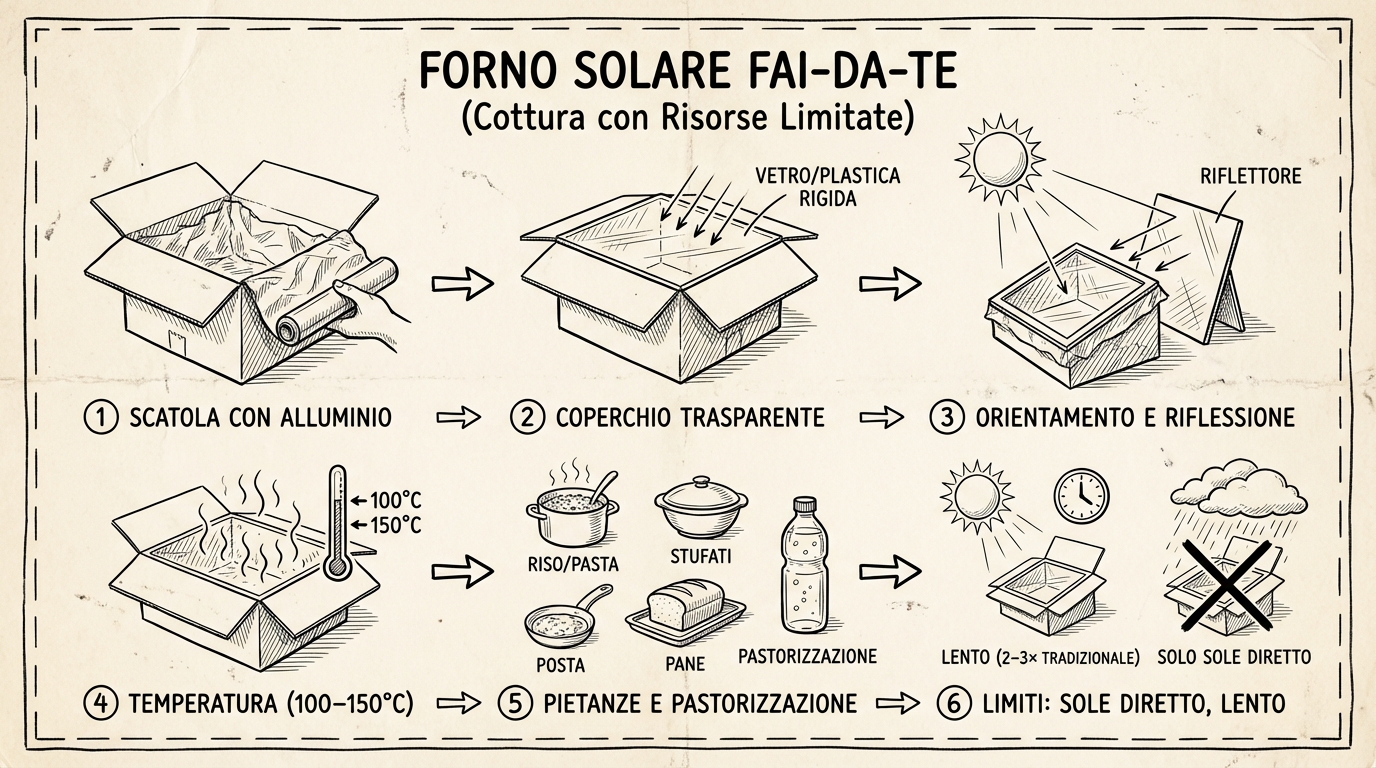 FORNO SOLARE FAI-DA-TE
(Cottura con Risorse Limitate)
VETRO/PLASTICA
RIGIDA
RIFLETTORE
1 SCATOLA CON ALLUMINIO
2 COPERCHIO TRASPARENTE
3 ORIENTAMENTO E RIFLESSIONE
100°C
150°C
RISO/PASTA
STUFATI
POSTA
PANE
PASTORIZZAZIONE
LENTO (2–3× TRADIZIONALE)
SOLO SOLE DIRETTO
4 TEMPERATURA (100–150°C)
5 PIETANZE E PASTORIZZAZIONE
6 LIMITI: SOLE DIRETTO, LENTO